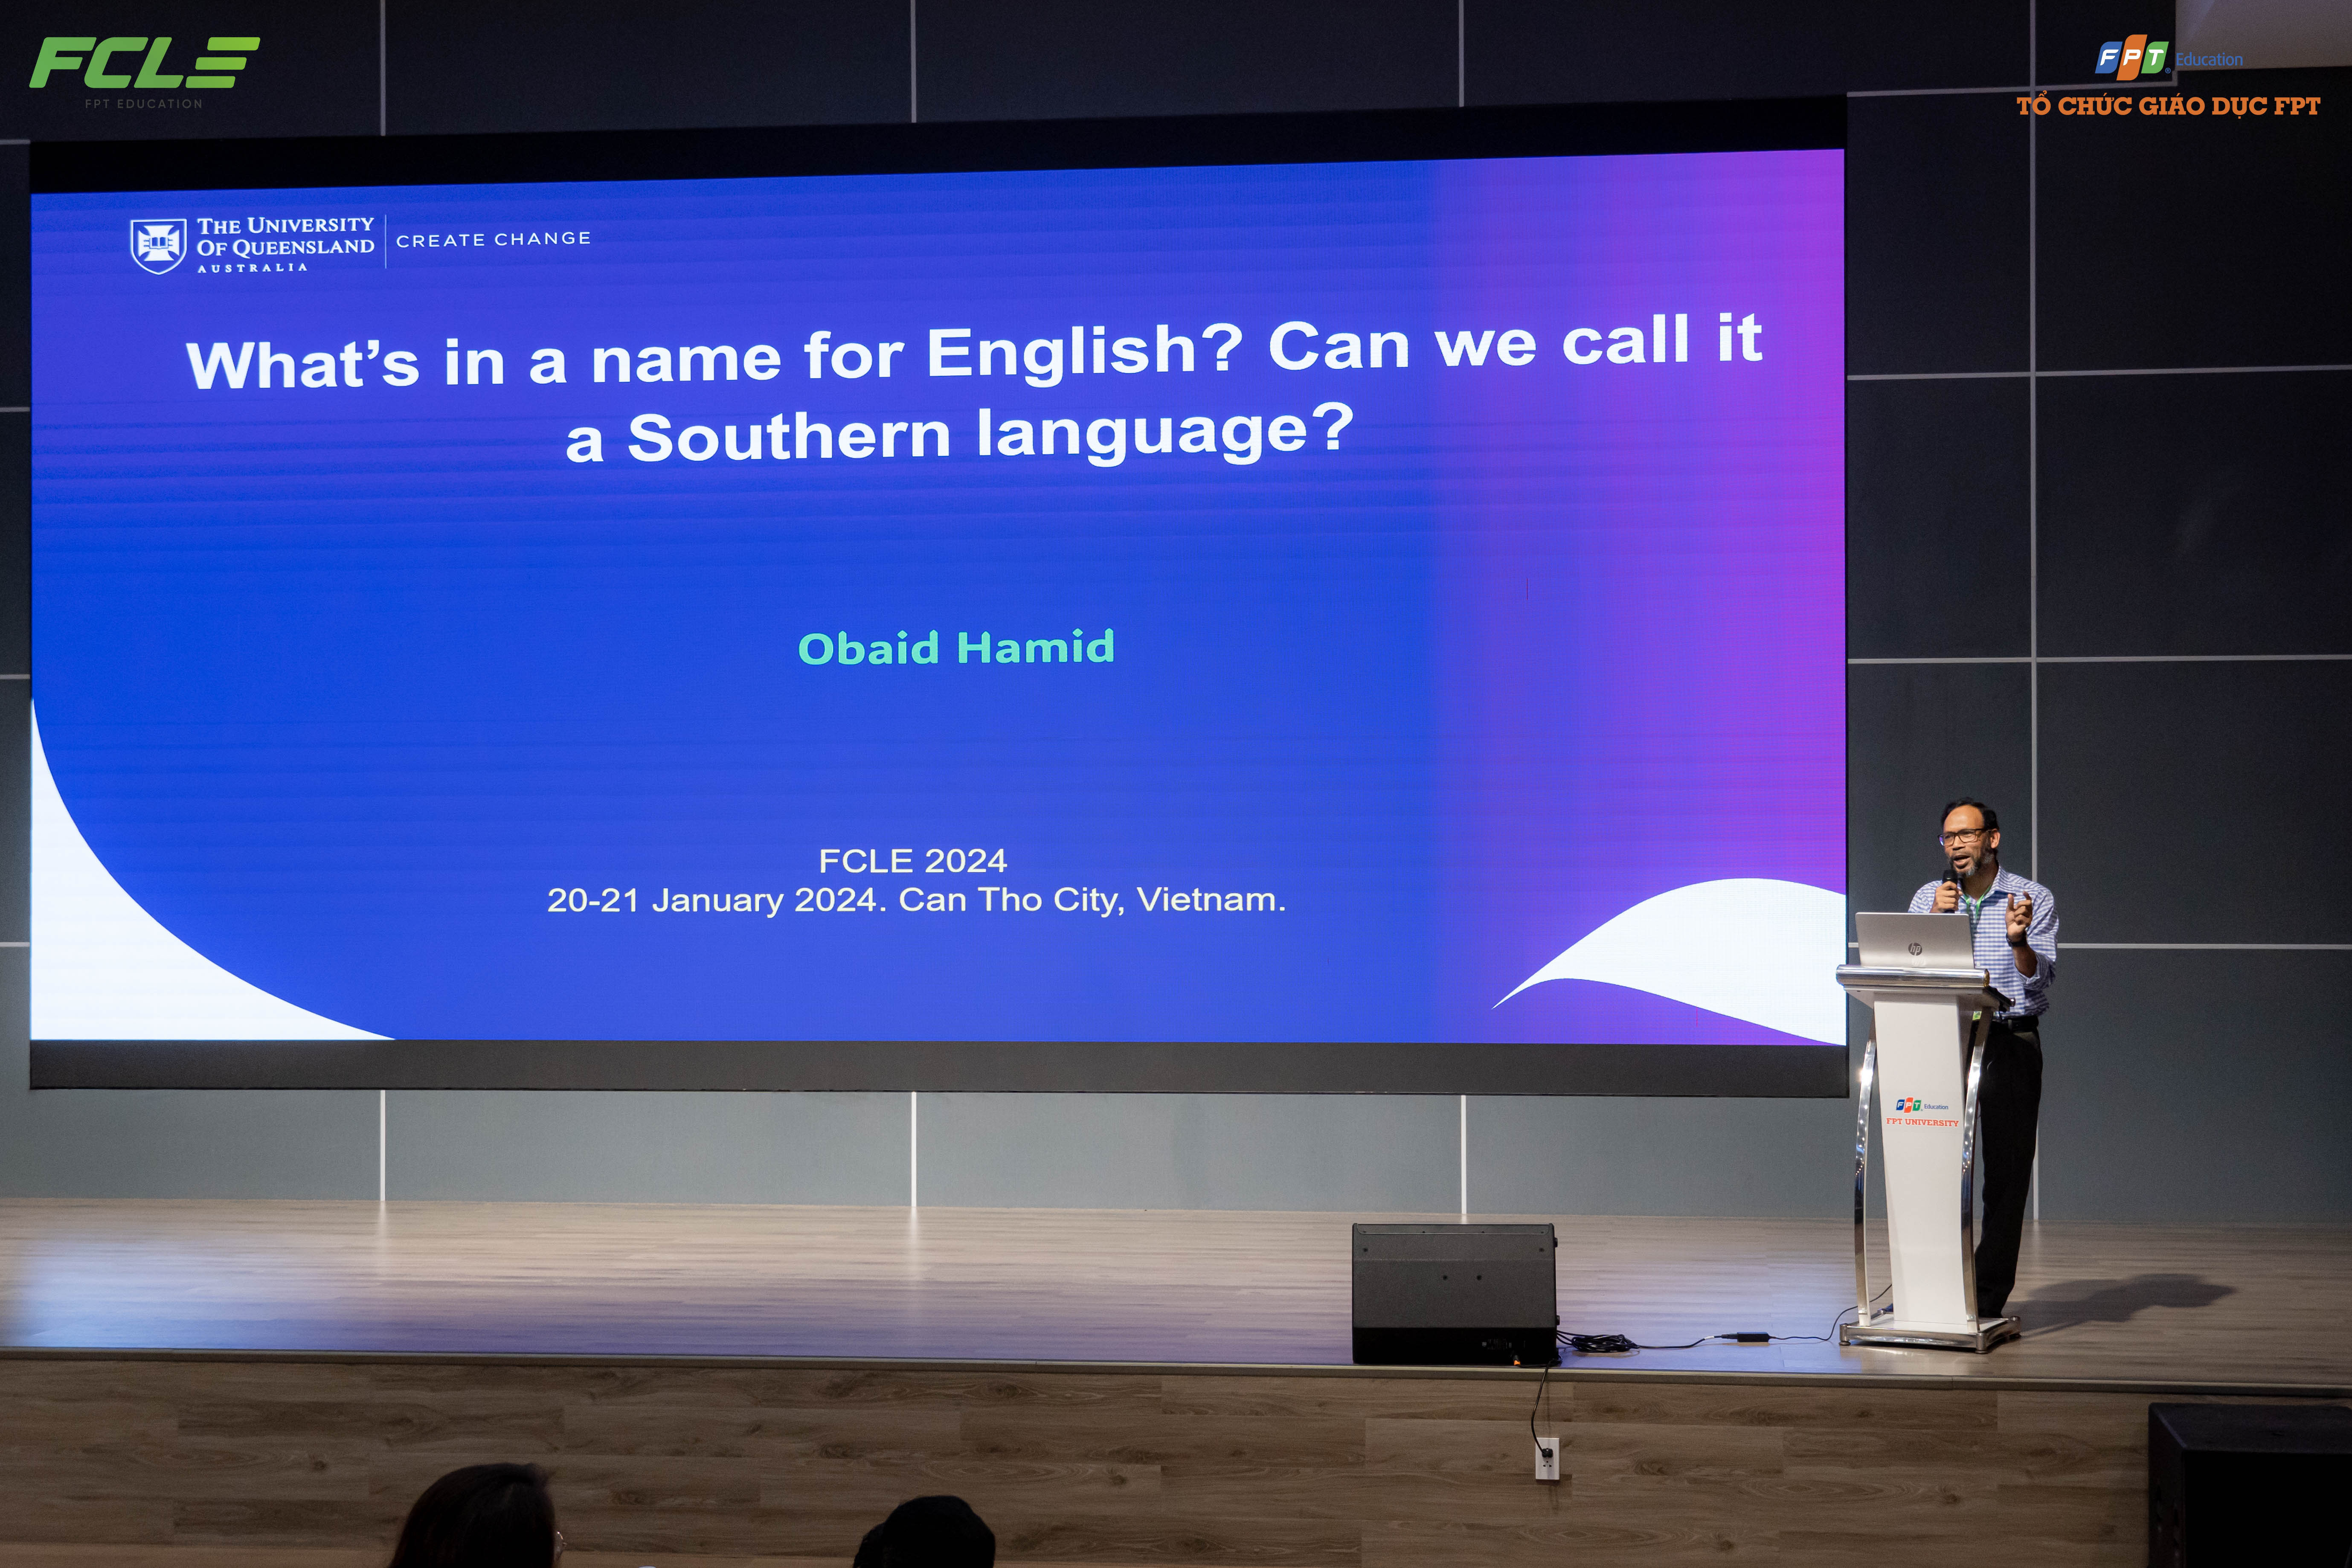 FCLE
FPT EDUCATION
FPT Education
TỔ CHỨC GIÁO DỤC FPT
THE UNIVERSITY
OF QUEENSLAND
AUSTRALIA
CREATE CHANGE
What's in a name for English? Can we call it
a Southern language?
Obaid Hamid
FCLE 2024
20-21 January 2024. Can Tho City, Vietnam.
hp
FPT Education
FPT UNIVERSITY